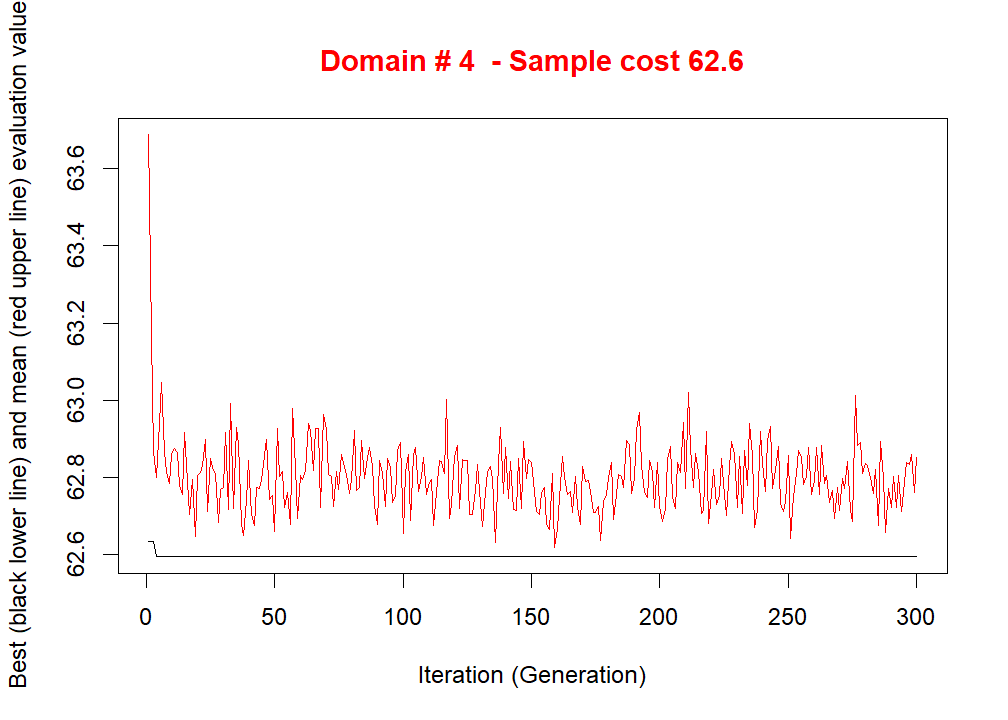 Domain # 4  - Sample cost 62.6
Best (black lower line) and mean (red upper line) evaluation value
63.6
63.4
63.2
63.0
62.8
62.6
0 50 100 150 200 250 300
Iteration (Generation)